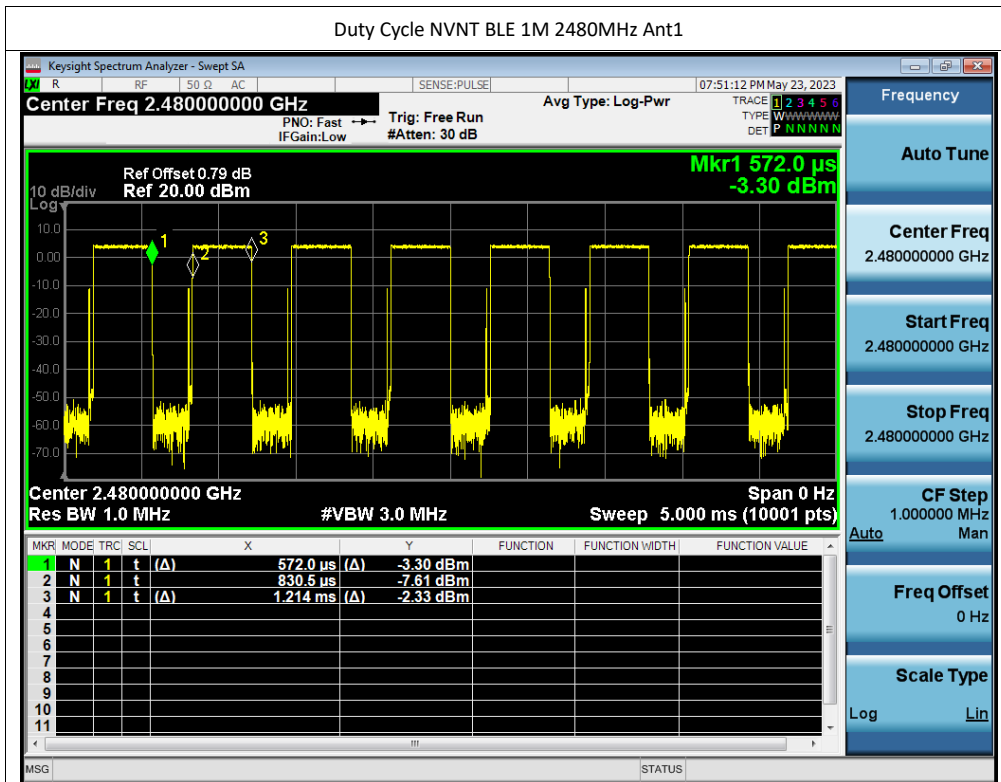 Duty Cycle NVNT BLE 1M 2480MHz Ant1
Keysight Spectrum Analyzer - Swept SA
LXI R RF 50 Ω AC SENSE:PULSE 07:51:12 PM May 23, 2023
Center Freq 2.480000000 GHz
PNO: Fast
IFGain:Low
Trig: Free Run
#Atten: 30 dB
Avg Type: Log-Pwr
TRACE 1 2 3 4 5 6
TYPE W W W W W W
DET P N N N N N
Ref Offset 0.79 dB
10 dB/div Ref 20.00 dBm
Log
Mkr1 572.0 µs
-3.30 dBm
10.0
0.00
-10.0
-20.0
-30.0
-40.0
-50.0
-60.0
-70.0
1
2
3
Center 2.480000000 GHz Span 0 Hz
Res BW 1.0 MHz #VBW 3.0 MHz Sweep 5.000 ms (10001 pts)
MKR MODE TRC SCL X Y FUNCTION FUNCTION WIDTH FUNCTION VALUE
1 N 1 t (Δ) 572.0 µs (Δ) -3.30 dBm
2 N 1 t 830.5 µs -7.61 dBm
3 N 1 t (Δ) 1.214 ms (Δ) -2.33 dBm
4
5
6
7
8
9
10
11
MSG STATUS
Frequency
Auto Tune
Center Freq
2.480000000 GHz
Start Freq
2.480000000 GHz
Stop Freq
2.480000000 GHz
CF Step
1.000000 MHz
Auto Man
Freq Offset
0 Hz
Scale Type
Log Lin